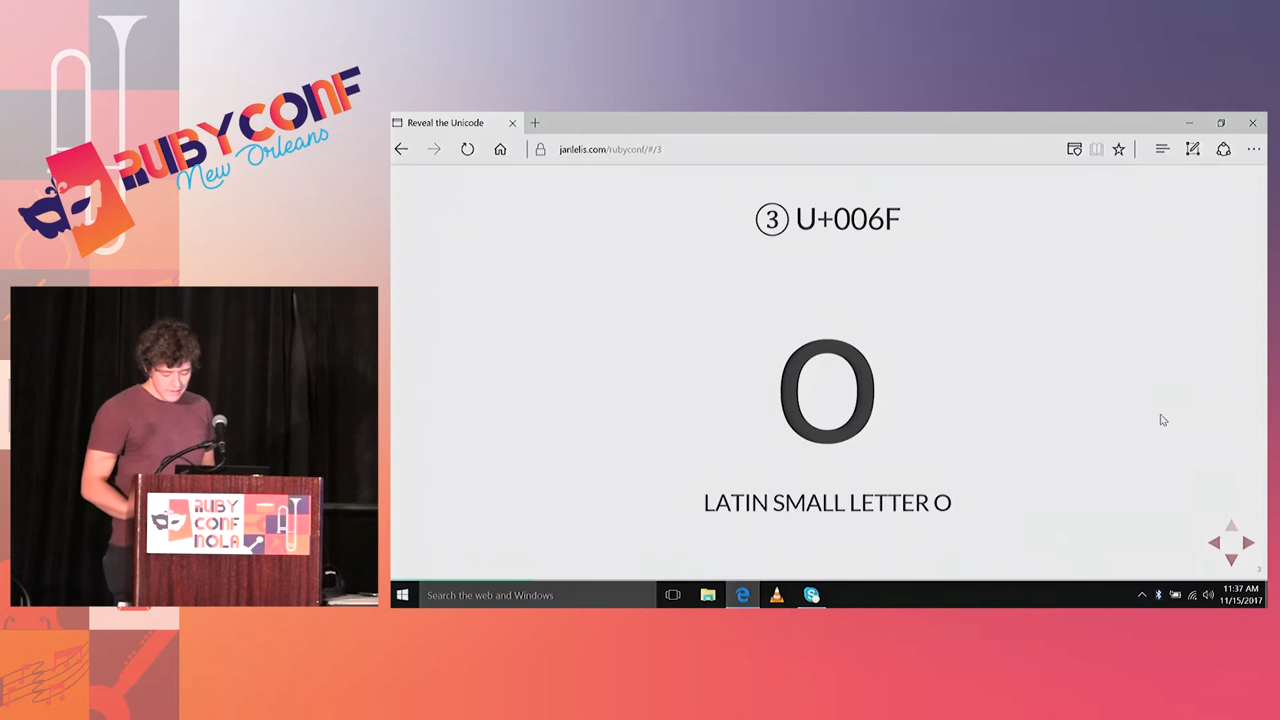 RUBYCONF
New Orleans
RUBY
CONF
NOLA
Reveal the Unicode
janlelis.com/rubyconf/#/3
③ U+006F
o
LATIN SMALL LETTER O
3
Search the web and Windows
11:37 AM
11/15/2017